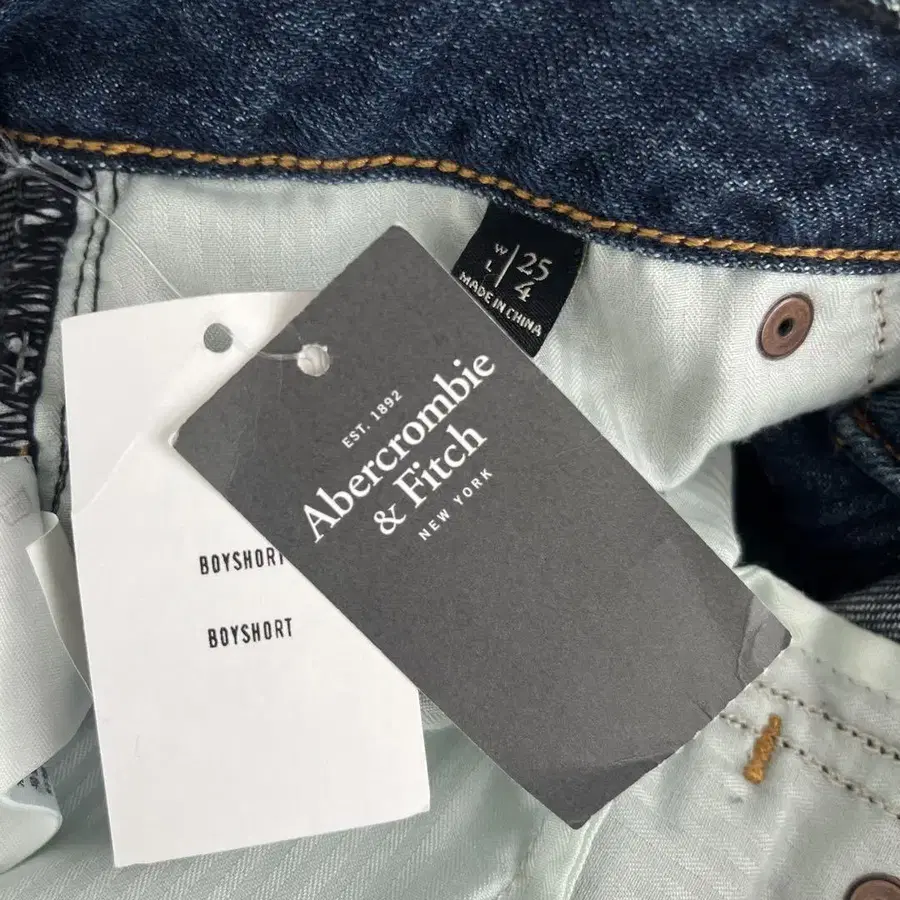 W 25
L 4
MADE IN CHINA
EST. 1892
Abercrombie
& Fitch
NEW YORK
BOYSHORT
BOYSHORT